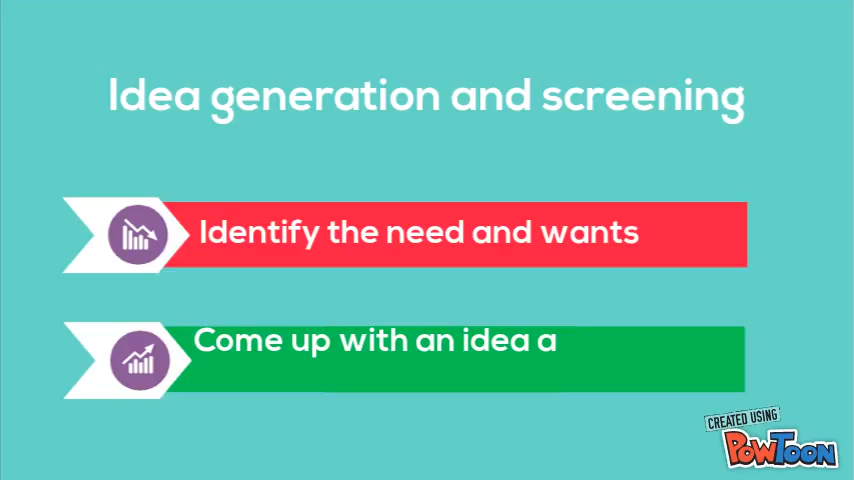 Idea generation and screening
Identify the need and wants
Come up with an idea a
CREATED USING
POWTOON